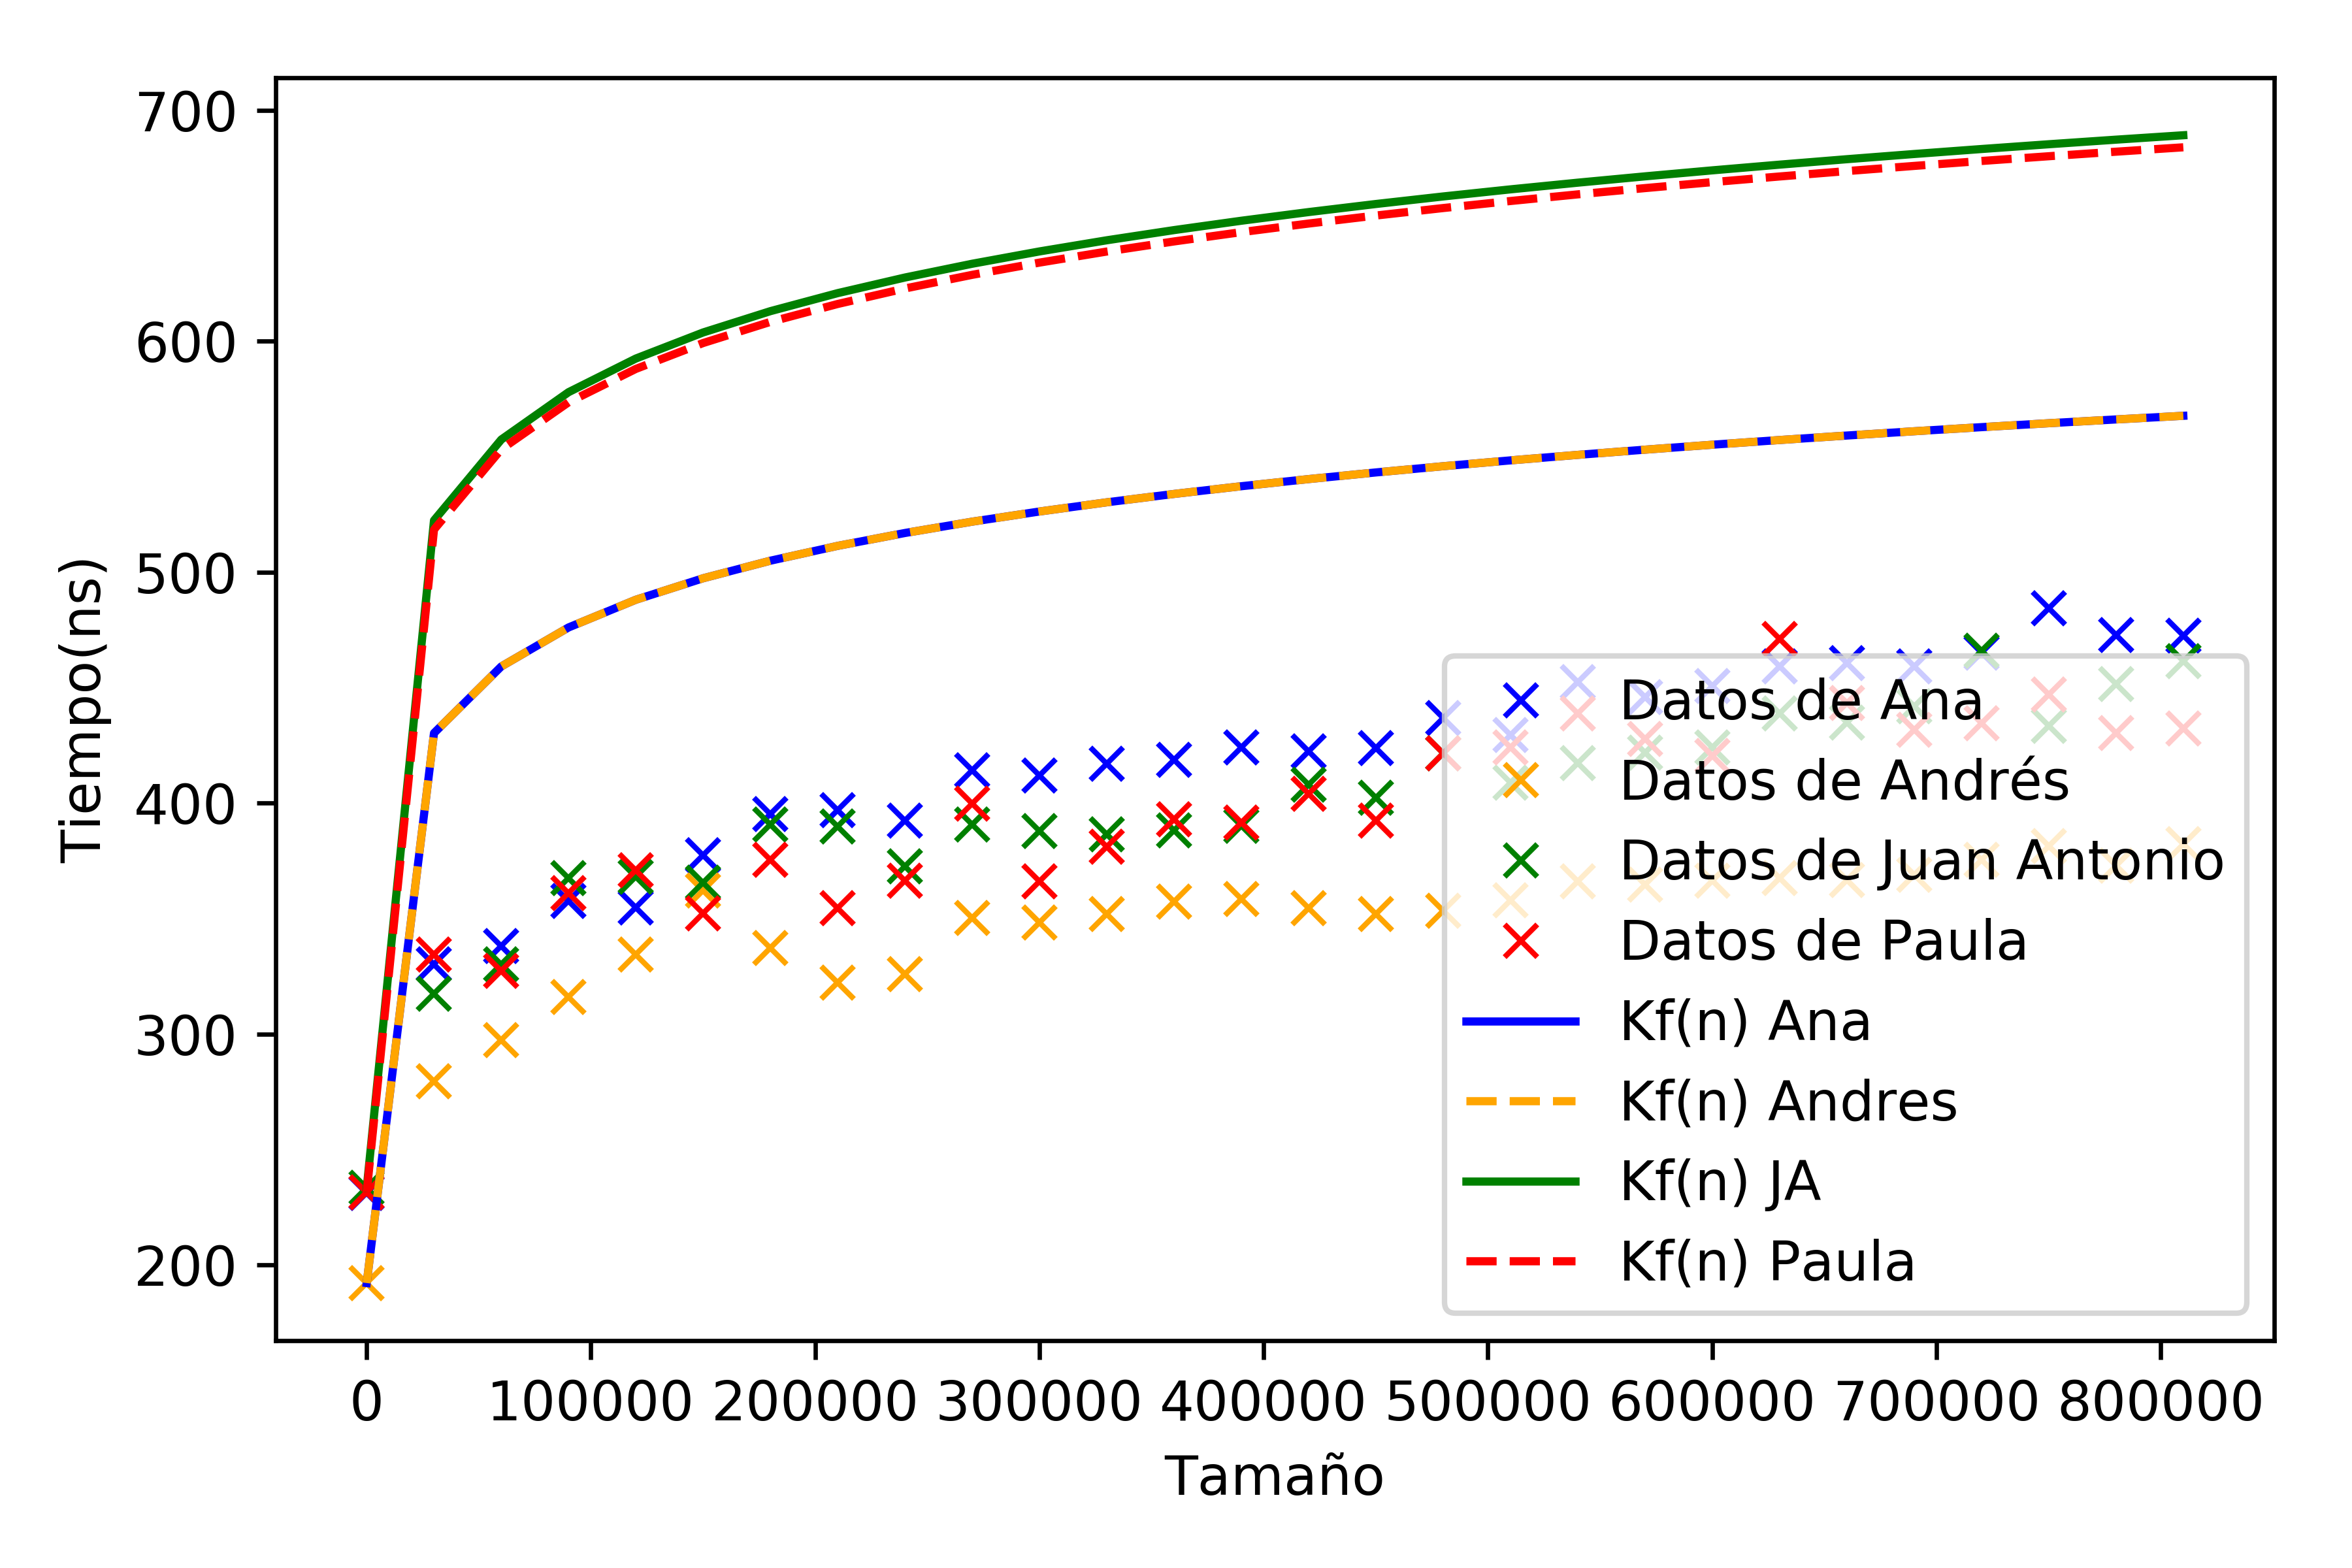 700
600
500
400
300
200
Tiempo(ns)
Datos de Ana
Datos de Andrés
Datos de Juan Antonio
Datos de Paula
Kf(n) Ana
Kf(n) Andres
Kf(n) JA
Kf(n) Paula
0 100000 200000 300000 400000 500000 600000 700000 800000
Tamaño